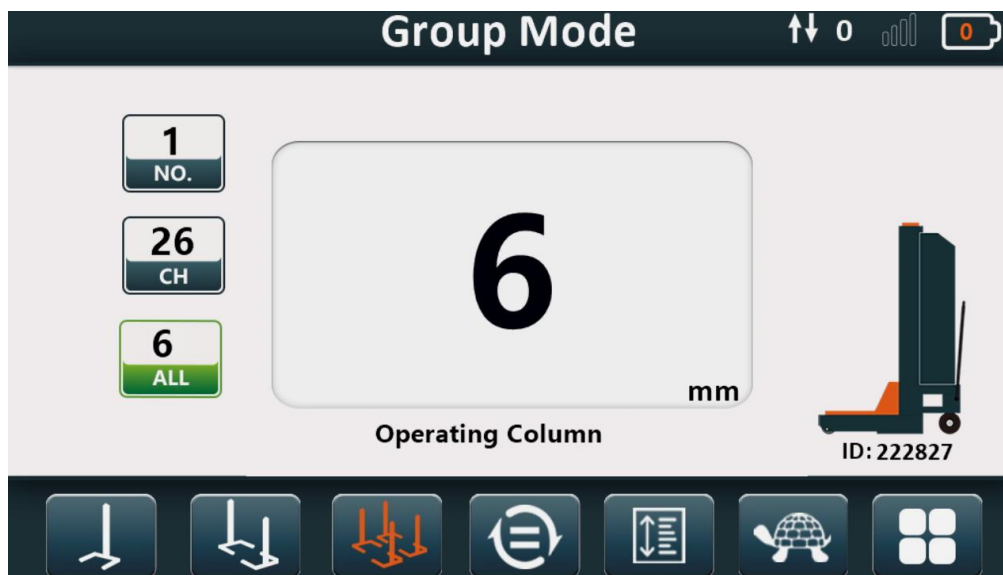 Group Mode
0
0
1
NO.
26
CH
6
ALL
6
mm
Operating Column
ID: 222827